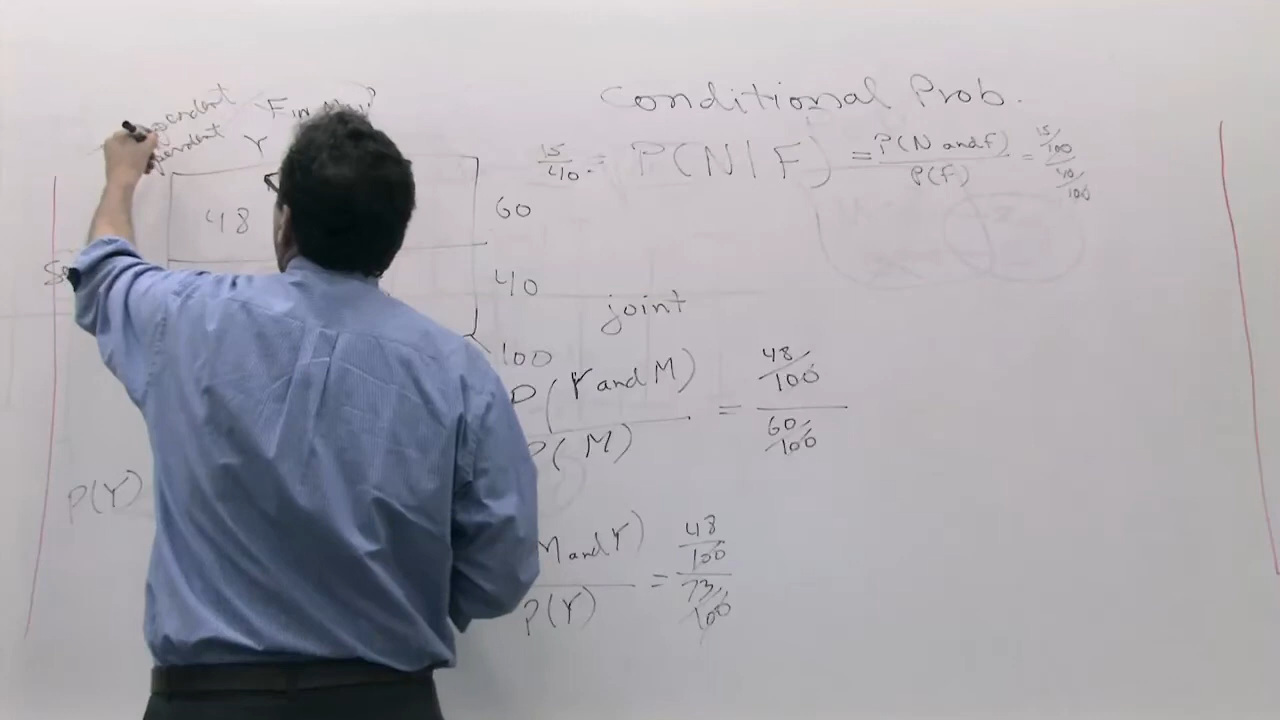 Conditional Prob.
Y
15/40 = P(N|F) = P(N and F)/P(F) = 15/100 / 40/100
48
60
40
joint
100
P(Y and M)/P(M) = 48/100 / 60/100
P(Y)
and Y)/P(Y) = 48/100 / 73/100